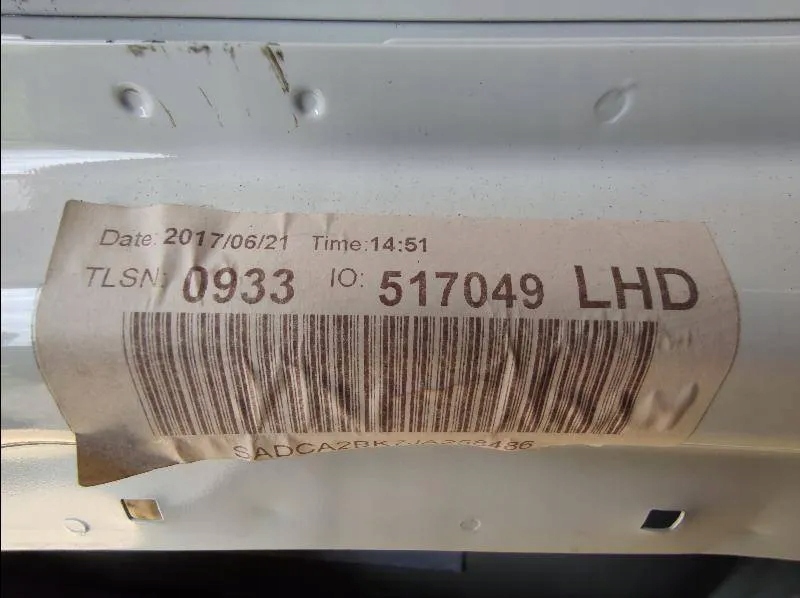 Date: 2017/06/21 Time: 14:51
TLSN: 0933 IO: 517049 LHD